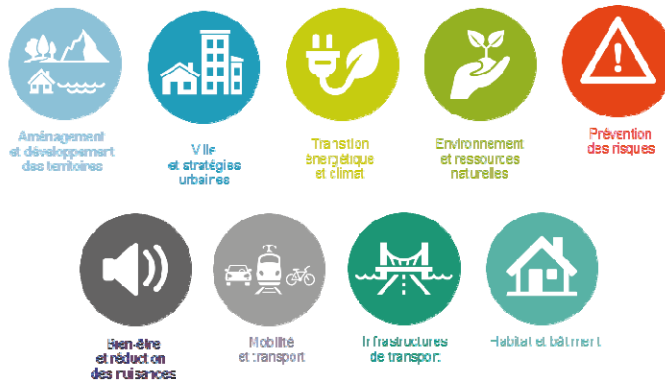 Aménagement
et développement
des territoires
Ville
et stratégies
urbaines
Transition
énergétique
et climat
Environnement
et ressources
naturelles
Prévention
des risques
Bien-être
et réduction
des nuisances
Mobilité
et transport
Infrastructures
de transport
Habitat et bâtiment